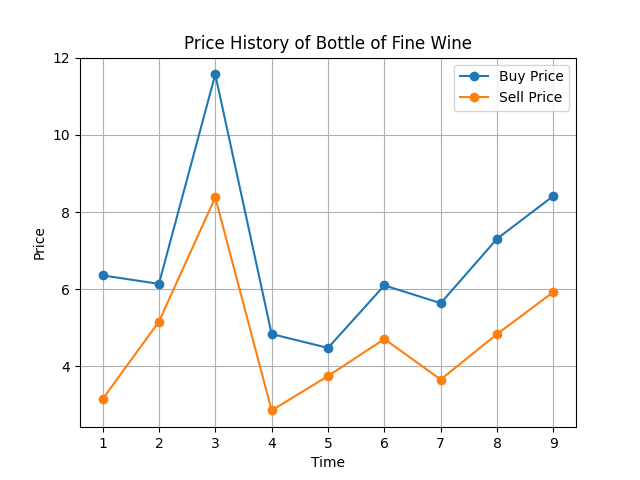 Price History of Bottle of Fine Wine
Buy Price
Sell Price
12
10
8
6
4
Price
1 2 3 4 5 6 7 8 9
Time